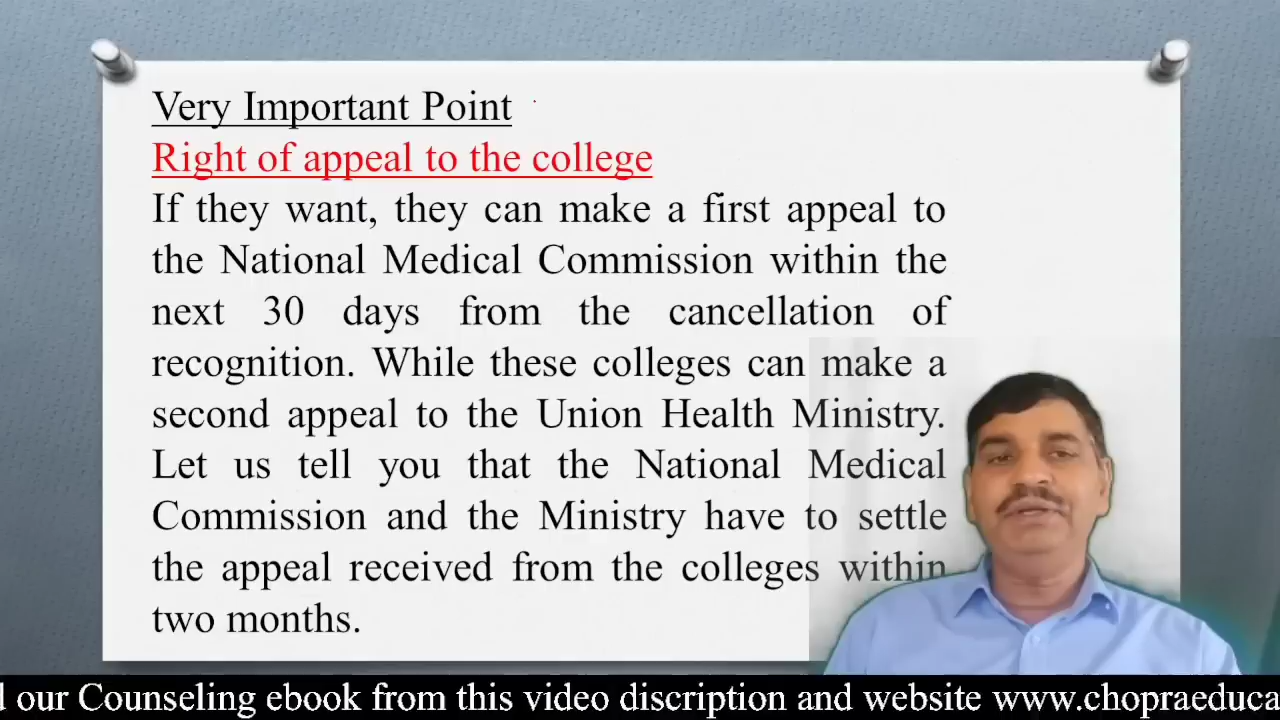 Very Important Point
Right of appeal to the college
If they want, they can make a first appeal to
the National Medical Commission within the
next 30 days from the cancellation of
recognition. While these colleges can make a
second appeal to the Union Health Ministry.
Let us tell you that the National Medical
Commission and the Ministry have to settle
the appeal received from the colleges within
two months.
our Counseling ebook from this video discription and website www.chopraeduca